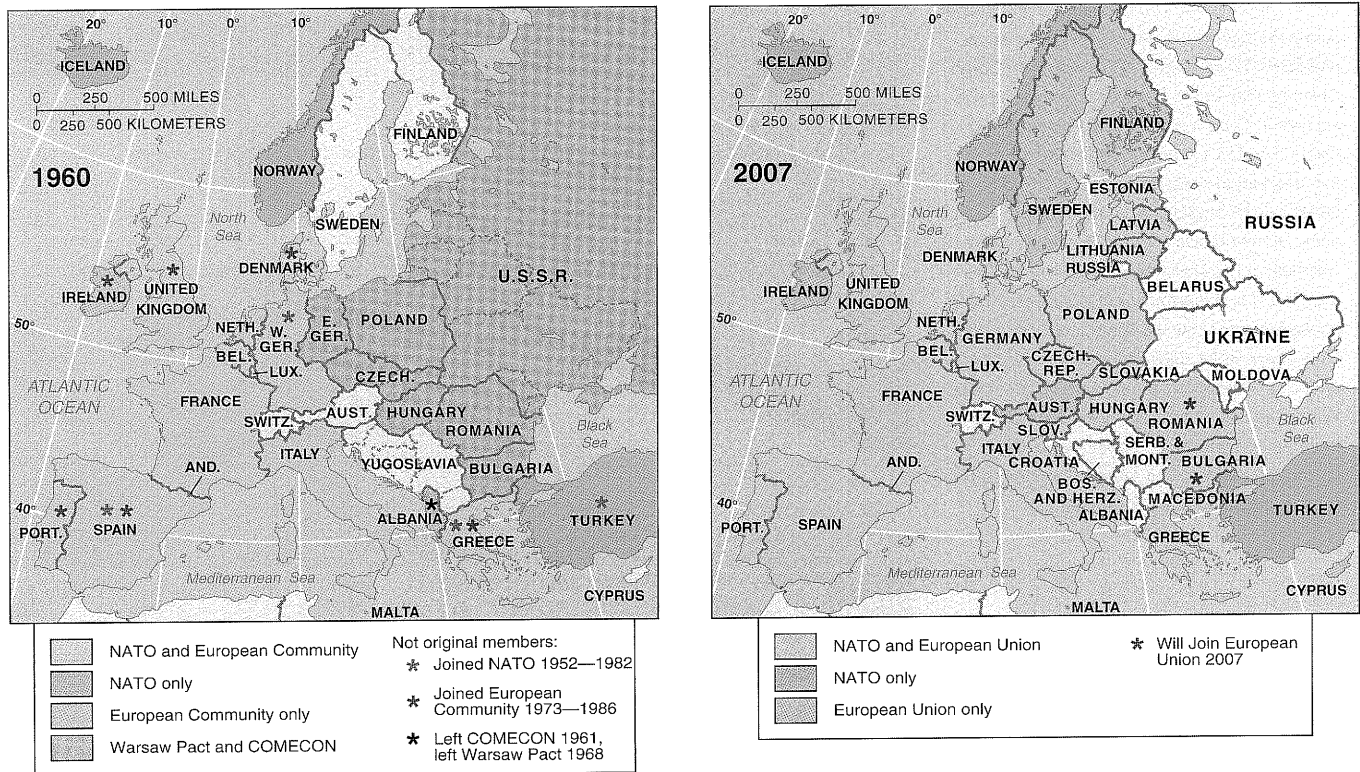 20°
10°
0°
10°
ICELAND
0 250 500 MILES
0 250 500 KILOMETERS
FINLAND
NORWAY
1960
North
Sea
SWEDEN
DENMARK
U.S.S.R.
IRELAND
UNITED
KINGDOM
NETH.
W.
GER.
E.
GER.
POLAND
50°
BEL.
LUX.
CZECH.
ATLANTIC
OCEAN
FRANCE
AUST.
HUNGARY
SWITZ.
ROMANIA
Black
Sea
ITALY
YUGOSLAVIA
AND.
BULGARIA
40°
PORT.
SPAIN
ALBANIA
GREECE
TURKEY
Mediterranean Sea
CYPRUS
MALTA
NATO and European Community
NATO only
European Community only
Warsaw Pact and COMECON
Not original members:
* Joined NATO 1952—1982
* Joined European
Community 1973—1986
* Left COMECON 1961,
left Warsaw Pact 1968
20°
10°
0°
10°
ICELAND
0 250 500 MILES
0 250 500 KILOMETERS
FINLAND
NORWAY
2007
ESTONIA
North
Sea
SWEDEN
LATVIA
RUSSIA
DENMARK
LITHUANIA
RUSSIA
IRELAND
UNITED
KINGDOM
BELARUS
NETH.
GERMANY
POLAND
50°
UKRAINE
BEL.
LUX.
CZECH.
REP.
SLOVAKIA
MOLDOVA
ATLANTIC
OCEAN
FRANCE
SWITZ.
AUST.
HUNGARY
ROMANIA
SLOV.
Black
Sea
ITALY
CROATIA
SERB. &
MONT.
BULGARIA
AND.
BOS.
AND HERZ.
MACEDONIA
40°
PORT.
SPAIN
ALBANIA
TURKEY
GREECE
Mediterranean Sea
CYPRUS
MALTA
NATO and European Union
NATO only
European Union only
* Will Join European
Union 2007